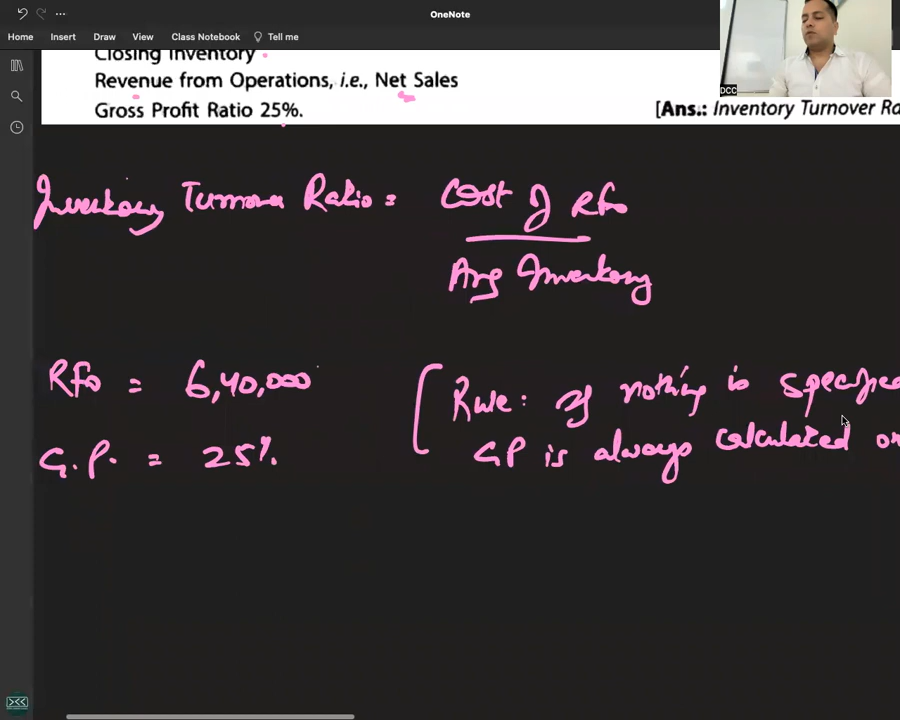 OneNote
Home Insert Draw View Class Notebook Tell me
Closing Inventory
Revenue from Operations, i.e., Net Sales
Gross Profit Ratio 25%. [Ans.: Inventory Turnover Ra
DCC
Inventory Turnover Ratio = Cost of RFO
Avg Inventory
RFO = 6,40,000
G.P. = 25%
[Rule: If nothing is specifie
GP is always calculated on